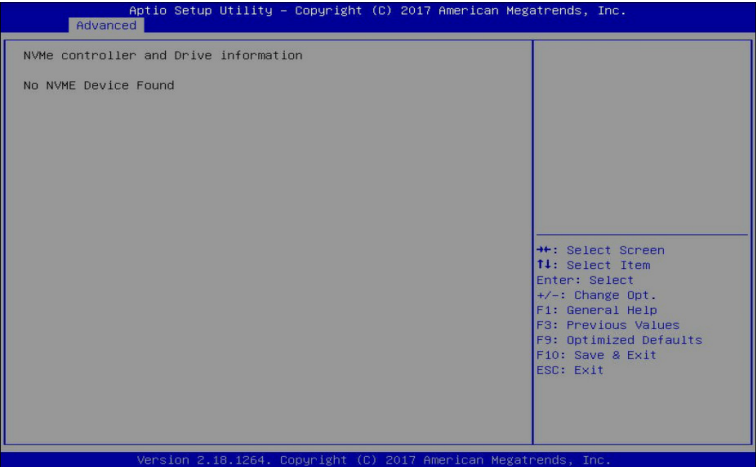 Aptio Setup Utility – Copyright (C) 2017 American Megatrends, Inc.
Advanced
NVMe controller and Drive information
No NVME Device Found
→←: Select Screen
↑↓: Select Item
Enter: Select
+/-: Change Opt.
F1: General Help
F3: Previous Values
F9: Optimized Defaults
F10: Save & Exit
ESC: Exit
Version 2.18.1264. Copyright (C) 2017 American Megatrends, Inc.